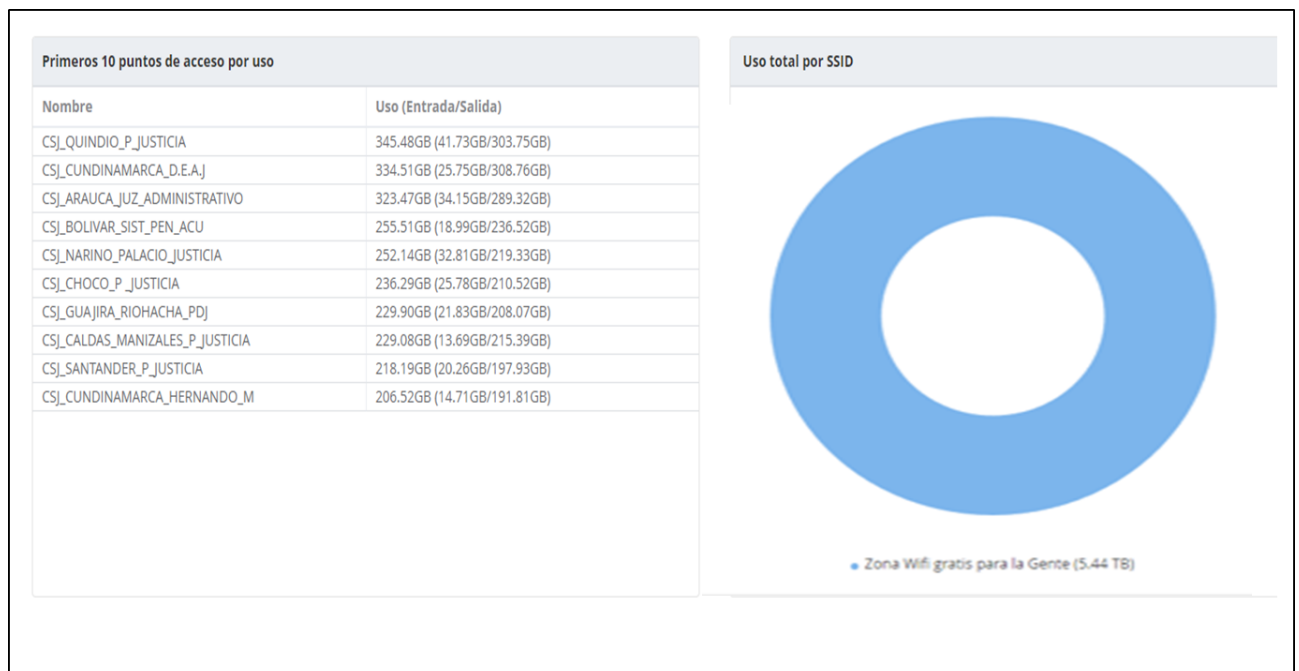 Primeros 10 puntos de acceso por uso
Nombre Uso (Entrada/Salida)
CSJ_QUINDIO_P_JUSTICIA 345.48GB (41.73GB/303.75GB)
CSJ_CUNDINAMARCA_D.E.A.J 334.51GB (25.75GB/308.76GB)
CSJ_ARAUCA_JUZ_ADMINISTRATIVO 323.47GB (34.15GB/289.32GB)
CSJ_BOLIVAR_SIST_PEN_ACU 255.51GB (18.99GB/236.52GB)
CSJ_NARINO_PALACIO_JUSTICIA 252.14GB (32.81GB/219.33GB)
CSJ_CHOCO_P _JUSTICIA 236.29GB (25.78GB/210.52GB)
CSJ_GUAJIRA_RIOHACHA_PDJ 229.90GB (21.83GB/208.07GB)
CSJ_CALDAS_MANIZALES_P_JUSTICIA 229.08GB (13.69GB/215.39GB)
CSJ_SANTANDER_P_JUSTICIA 218.19GB (20.26GB/197.93GB)
CSJ_CUNDINAMARCA_HERNANDO_M 206.52GB (14.71GB/191.81GB)
Uso total por SSID
Zona Wifi gratis para la Gente (5.44 TB)